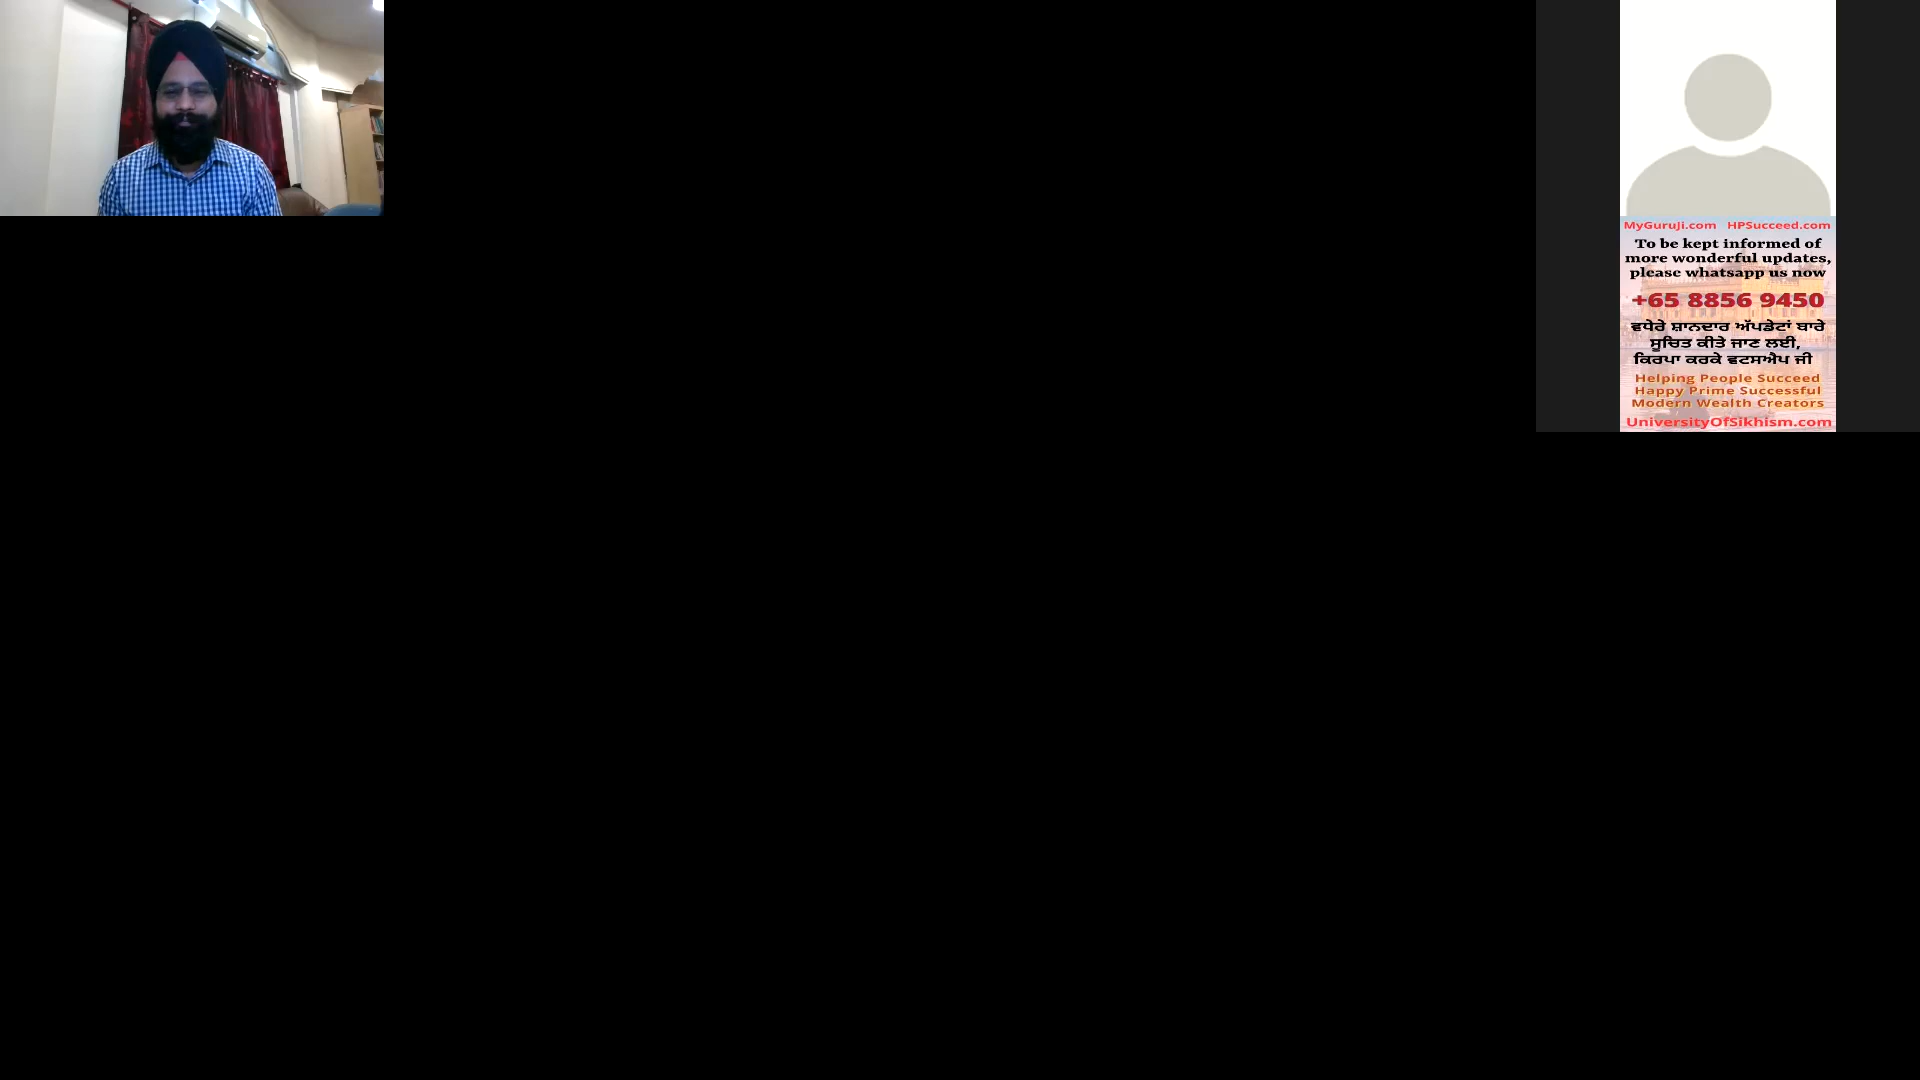 MyGuruJi.com HPSucceed.com
To be kept informed of
more wonderful updates,
please whatsapp us now
+65 8856 9450
ਵਧੇਰੇ ਸ਼ਾਨਦਾਰ ਅੱਪਡੇਟਾਂ ਬਾਰੇ
ਸੂਚਿਤ ਕੀਤੇ ਜਾਣ ਲਈ,
ਕਿਰਪਾ ਕਰਕੇ ਵਟਸਐਪ ਜੀ
Helping People Succeed
Happy Prime Successful
Modern Wealth Creators
UniversityOfSikhism.com